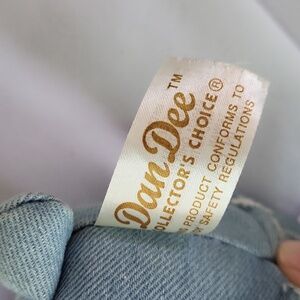 Dan Dee™
COLLECTOR'S CHOICE®
PRODUCT CONFORMS TO
SAFETY REGULATIONS